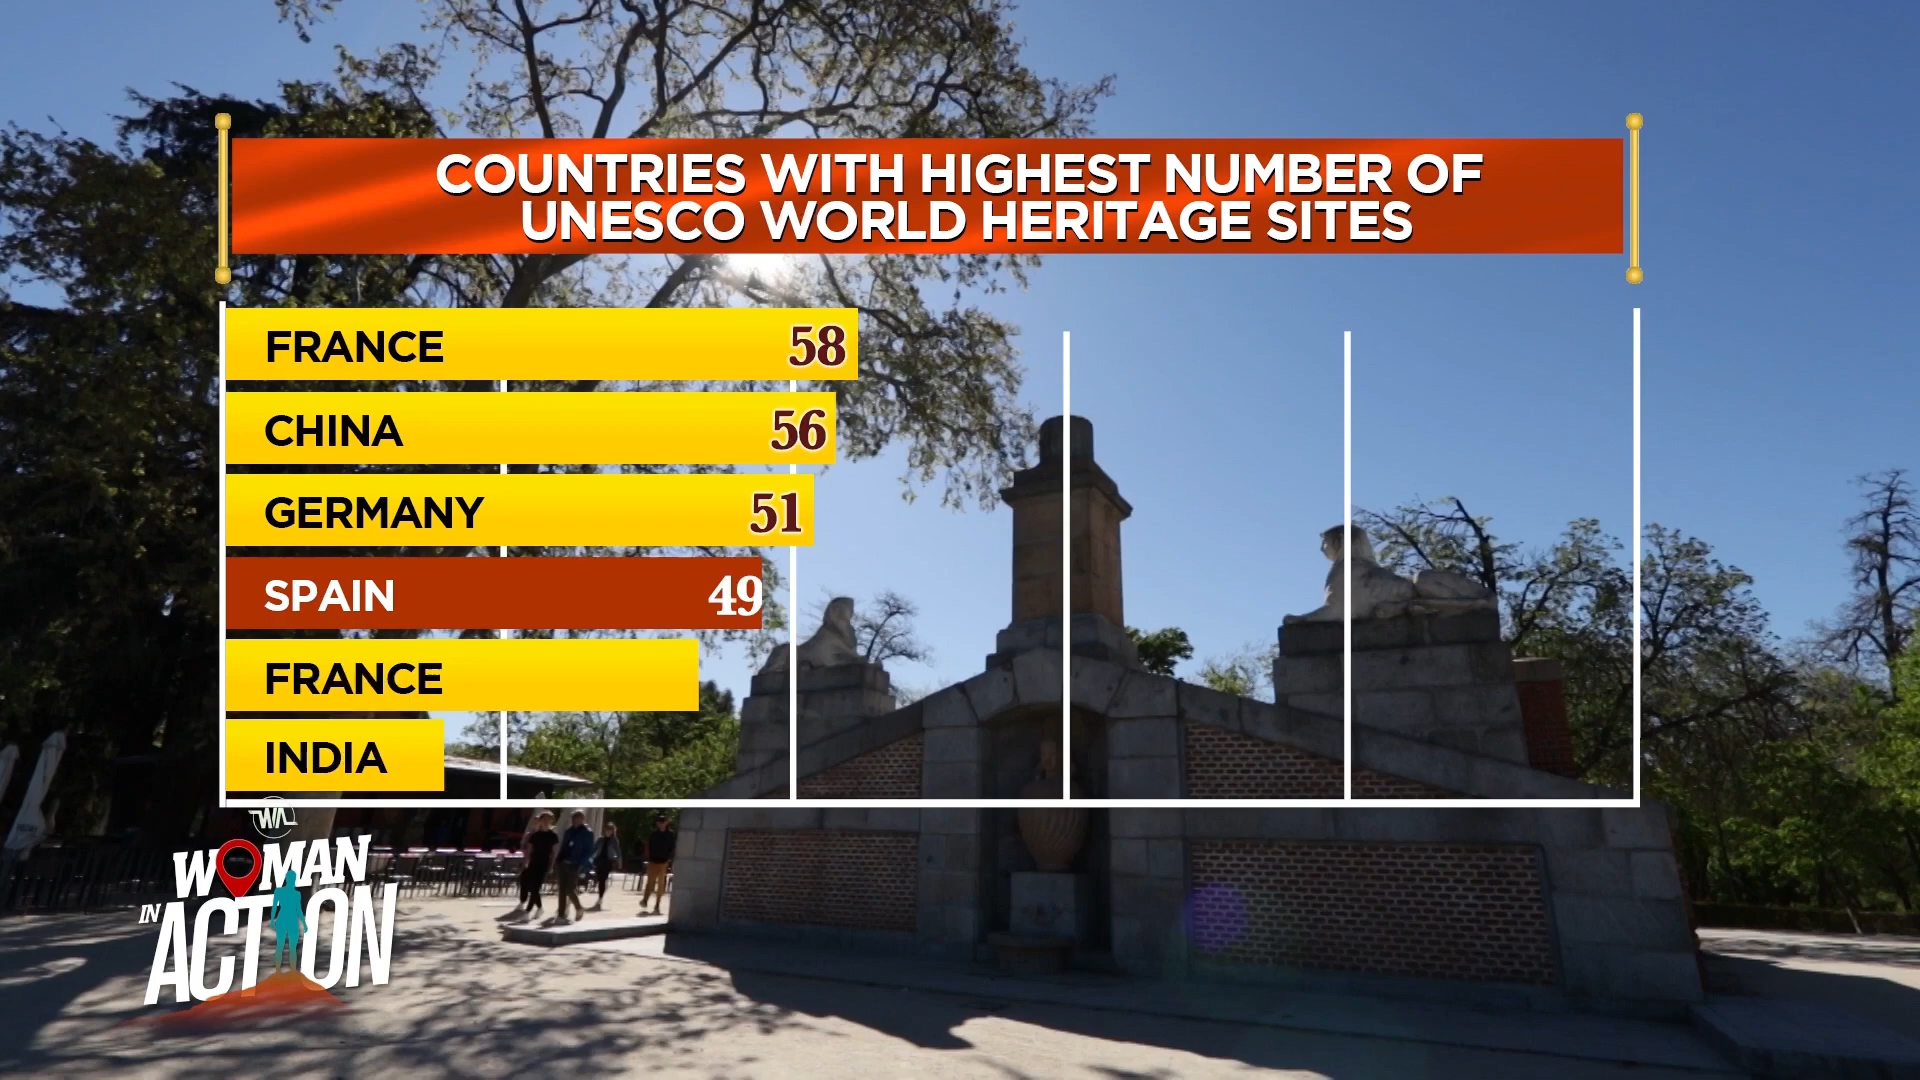 COUNTRIES WITH HIGHEST NUMBER OF
UNESCO WORLD HERITAGE SITES
FRANCE 58
CHINA 56
GERMANY 51
SPAIN 49
FRANCE
INDIA
WA
WOMAN
IN ACTION